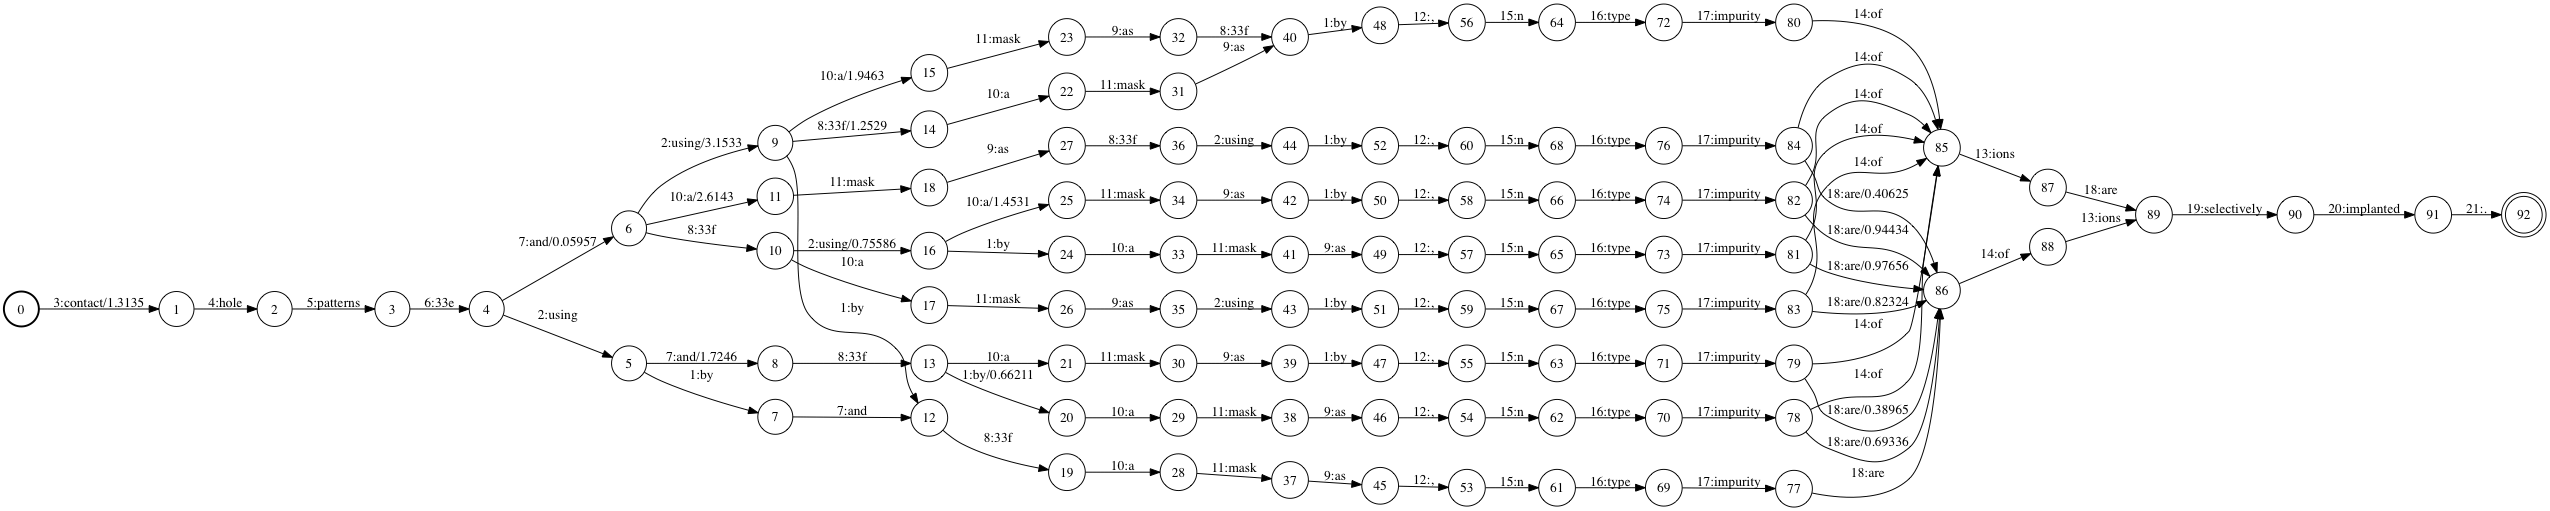 0 3:contact/1.3135 1 4:hole 2 5:patterns 3 6:33e 4
7:and/0.05957 6
2:using 5
2:using/3.1533 9
10:a/2.6143 11
8:33f 10
7:and/1.7246 8
1:by 7
10:a/1.9463 15 11:mask 23 9:as 32 8:33f 40 1:by 48 12:, 56 15:n 64 16:type 72 17:impurity 80 14:of
8:33f/1.2529 14 10:a 22 11:mask 31 9:as
1:by
11:mask 18 9:as 27 8:33f 36 2:using 44 1:by 52 12:, 60 15:n 68 16:type 76 17:impurity 84 14:of
18:are/0.40625
2:using/0.75586 16 10:a/1.4531 25 11:mask 34 9:as 42 1:by 50 12:, 58 15:n 66 16:type 74 17:impurity 82 14:of
18:are/0.94434
1:by 24 10:a 33 11:mask 41 9:as 49 12:, 57 15:n 65 16:type 73 17:impurity 81 14:of
18:are/0.97656
10:a 17 11:mask 26 9:as 35 2:using 43 1:by 51 12:, 59 15:n 67 16:type 75 17:impurity 83 14:of
18:are/0.82324
8:33f 13 10:a 21 11:mask 30 9:as 39 1:by 47 12:, 55 15:n 63 16:type 71 17:impurity 79 14:of
18:are/0.38965
1:by/0.66211 20 10:a 29 11:mask 38 9:as 46 12:, 54 15:n 62 16:type 70 17:impurity 78 14:of
18:are/0.69336
7:and 12 8:33f 19 10:a 28 11:mask 37 9:as 45 12:, 53 15:n 61 16:type 69 17:impurity 77 18:are
85 13:ions 87 18:are
86 14:of 88 13:ions
89 19:selectively 90 20:implanted 91 21:. 92